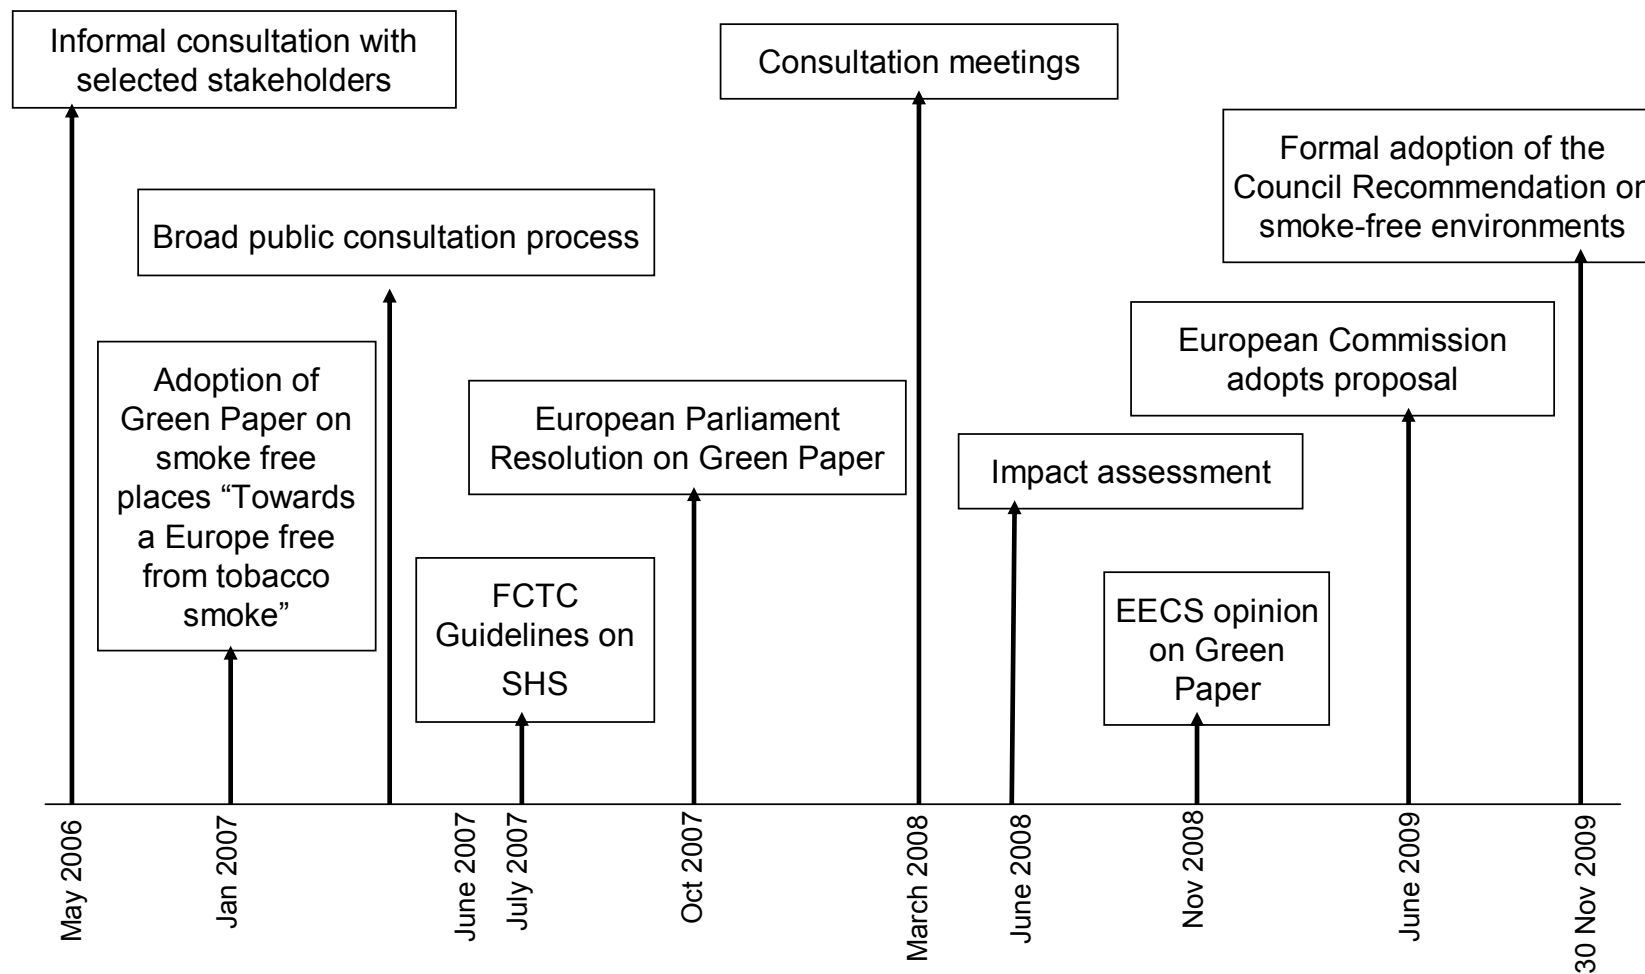 Informal consultation with
selected stakeholders
Consultation meetings
Formal adoption of the
Council Recommendation on
smoke-free environments
Broad public consultation process
European Commission
adopts proposal
Adoption of
Green Paper on
smoke free
places “Towards
a Europe free
from tobacco
smoke”
European Parliament
Resolution on Green Paper
Impact assessment
FCTC
Guidelines on
SHS
EECS opinion
on Green
Paper
May 2006
Jan 2007
June 2007
July 2007
Oct 2007
March 2008
June 2008
Nov 2008
June 2009
30 Nov 2009